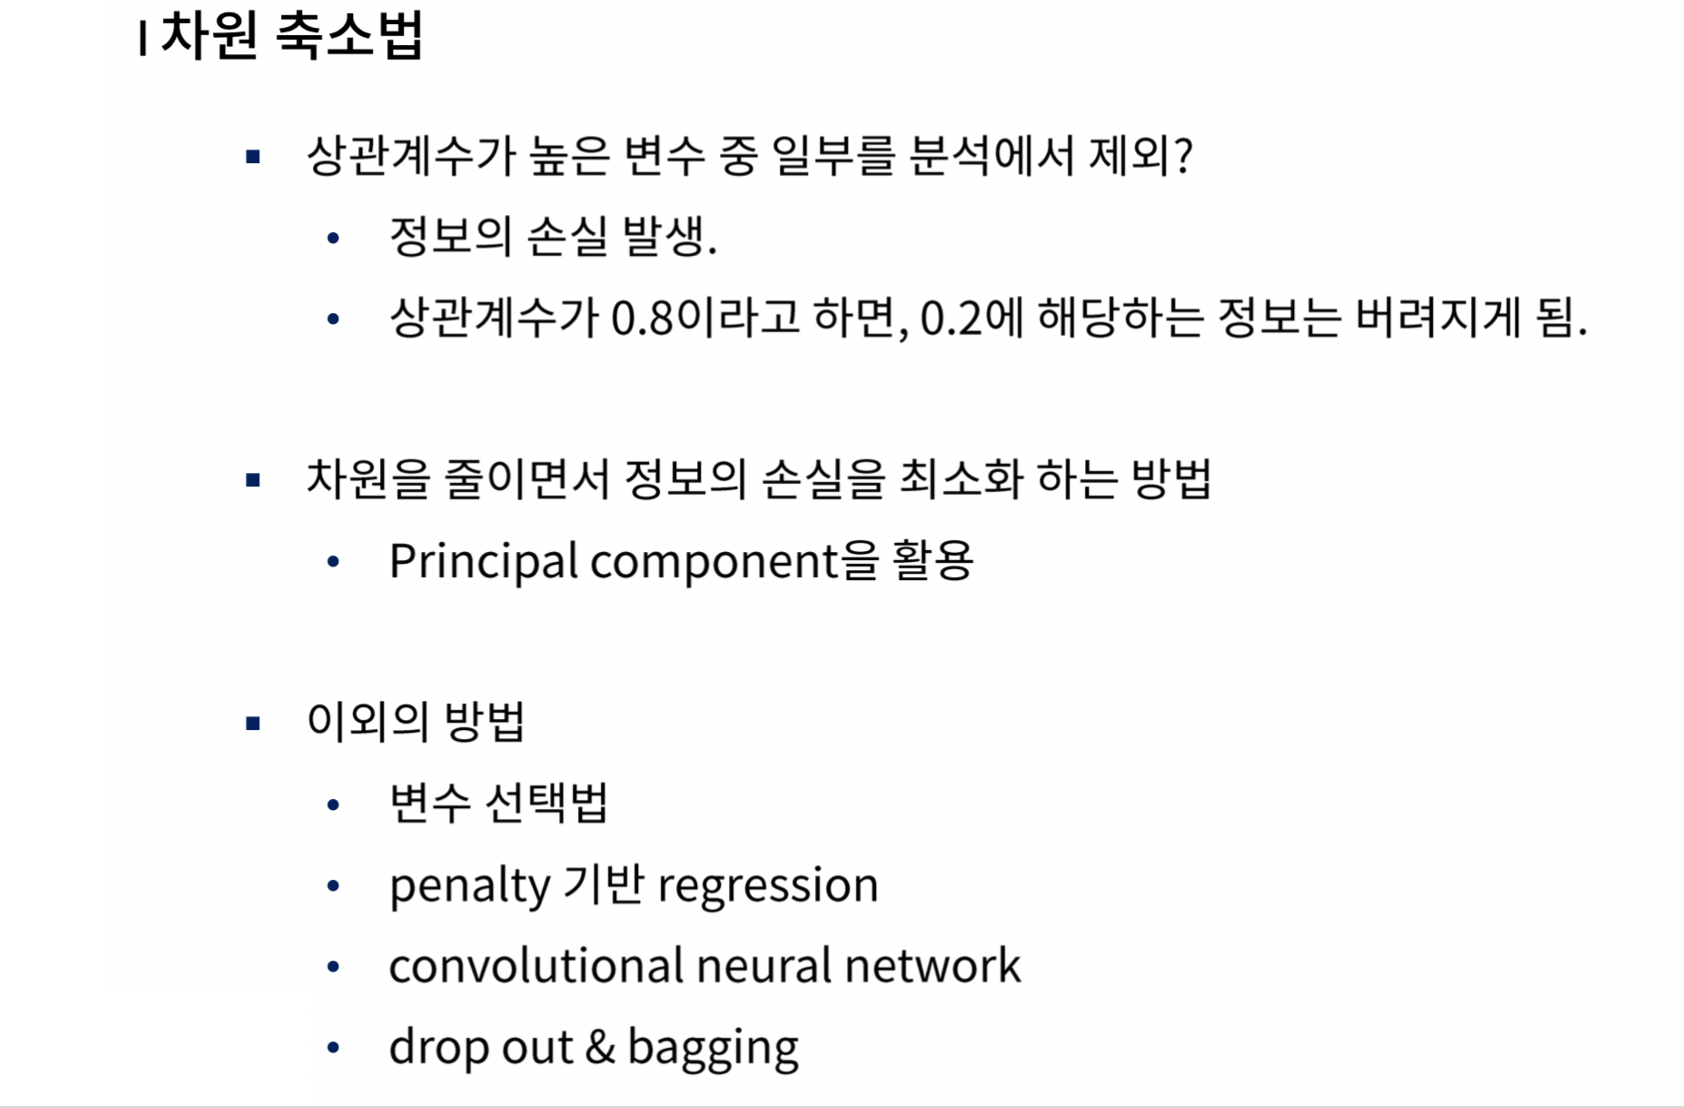 I 차원 축소법
▪ 상관계수가 높은 변수 중 일부를 분석에서 제외?
• 정보의 손실 발생.
• 상관계수가 0.8이라고 하면, 0.2에 해당하는 정보는 버려지게 됨.
▪ 차원을 줄이면서 정보의 손실을 최소화 하는 방법
• Principal component을 활용
▪ 이외의 방법
• 변수 선택법
• penalty 기반 regression
• convolutional neural network
• drop out & bagging